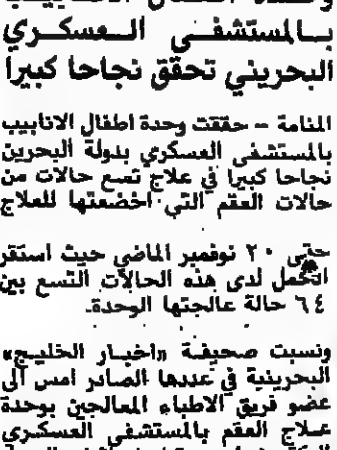 وحدة اطفال الانابيب
بالمستشفى العسكري
البحريني تحقق نجاحا كبيرا
المنامة - حققت وحدة اطفال الانابيب
بالمستشفى العسكري بدولة البحرين
نجاحا كبيرا في علاج تسع حالات من
حالات العقم التي اخضعتها للعلاج
حتى ٢٠ نوفمبر الماضي حيث استقر
الحمل لدى هذه الحالات التسع بين
٦٤ حالة عالجتها الوحدة.
ونسبت صحيفة «اخبار الخليج»
البحرينية في عددها الصادر امس الى
عضو فريق الاطباء المعالجين بوحدة
علاج العقم بالمستشفى العسكري